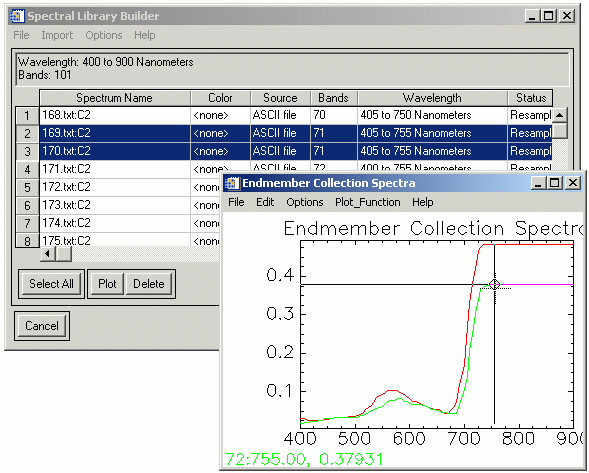 Spectral Library Builder
File Import Options Help
Wavelength: 400 to 900 Nanometers
Bands: 101
Spectrum Name Color Source Bands Wavelength Status
1 168.txt:C2 <none> ASCII file 70 405 to 750 Nanometers Resampl
2 169.txt:C2 <none> ASCII file 71 405 to 755 Nanometers Resampl
3 170.txt:C2 <none> ASCII file 71 405 to 755 Nanometers Resampl
4 171.txt:C2 <none> ASCII file 72 400 to 755 Nanometers Resampl
5 172.txt:C2 <non
6 173.txt:C2 <non
7 174.txt:C2 <non
8 175.txt:C2 <non
Select All Plot Delete
Cancel
Endmember Collection Spectra
File Edit Options Plot_Function Help
Endmember Collection Spectra
0.4
0.3
0.2
0.1
400 500 600 700 800 900
72:755.00, 0.37931